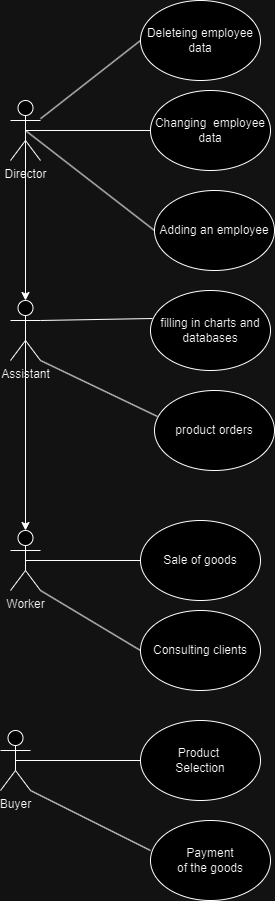 Deleteing employee
data
Changing  employee
data
Director
Adding an employee
filling in charts and
databases
Assistant
product orders
Sale of goods
Worker
Consulting clients
Product
Selection
Buyer
Payment
of the goods